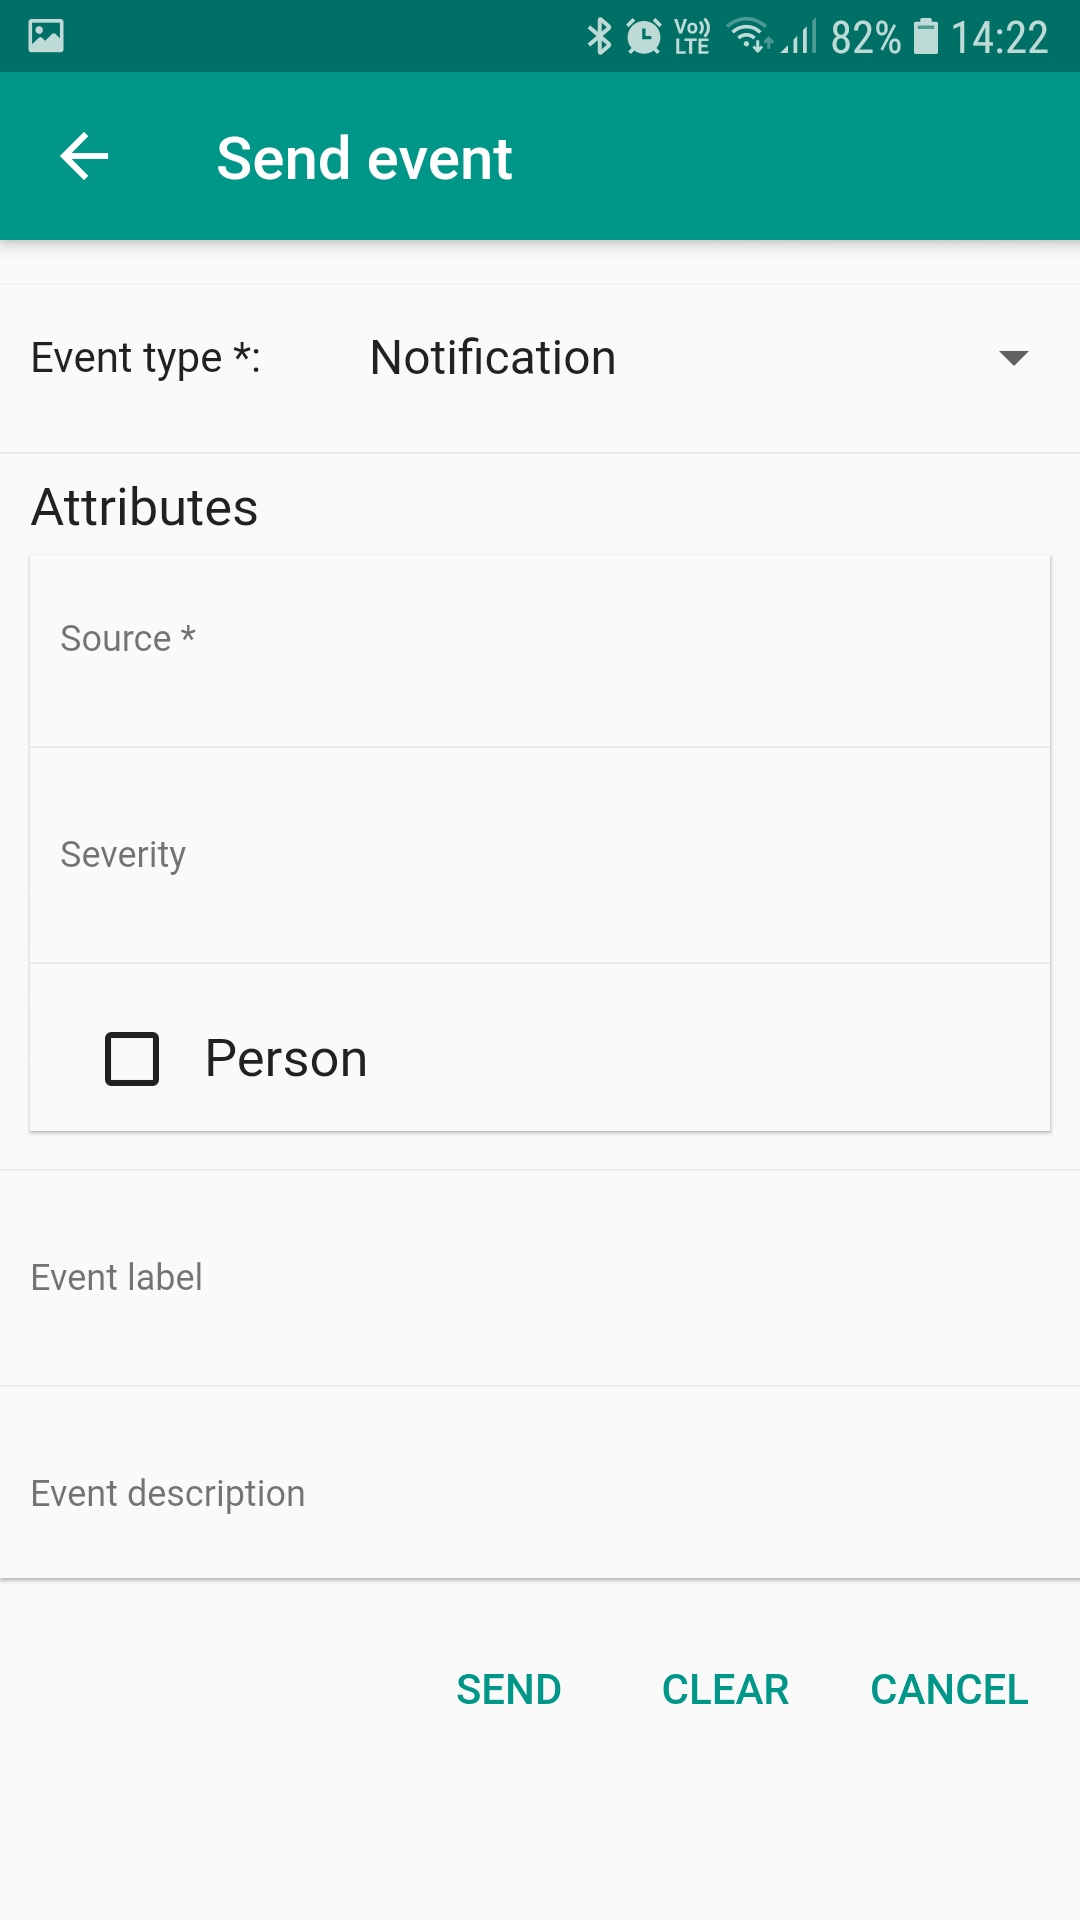 Vo)) LTE 82% 14:22
Send event
Event type *: Notification
Attributes
Source *
Severity
Person
Event label
Event description
SEND CLEAR CANCEL